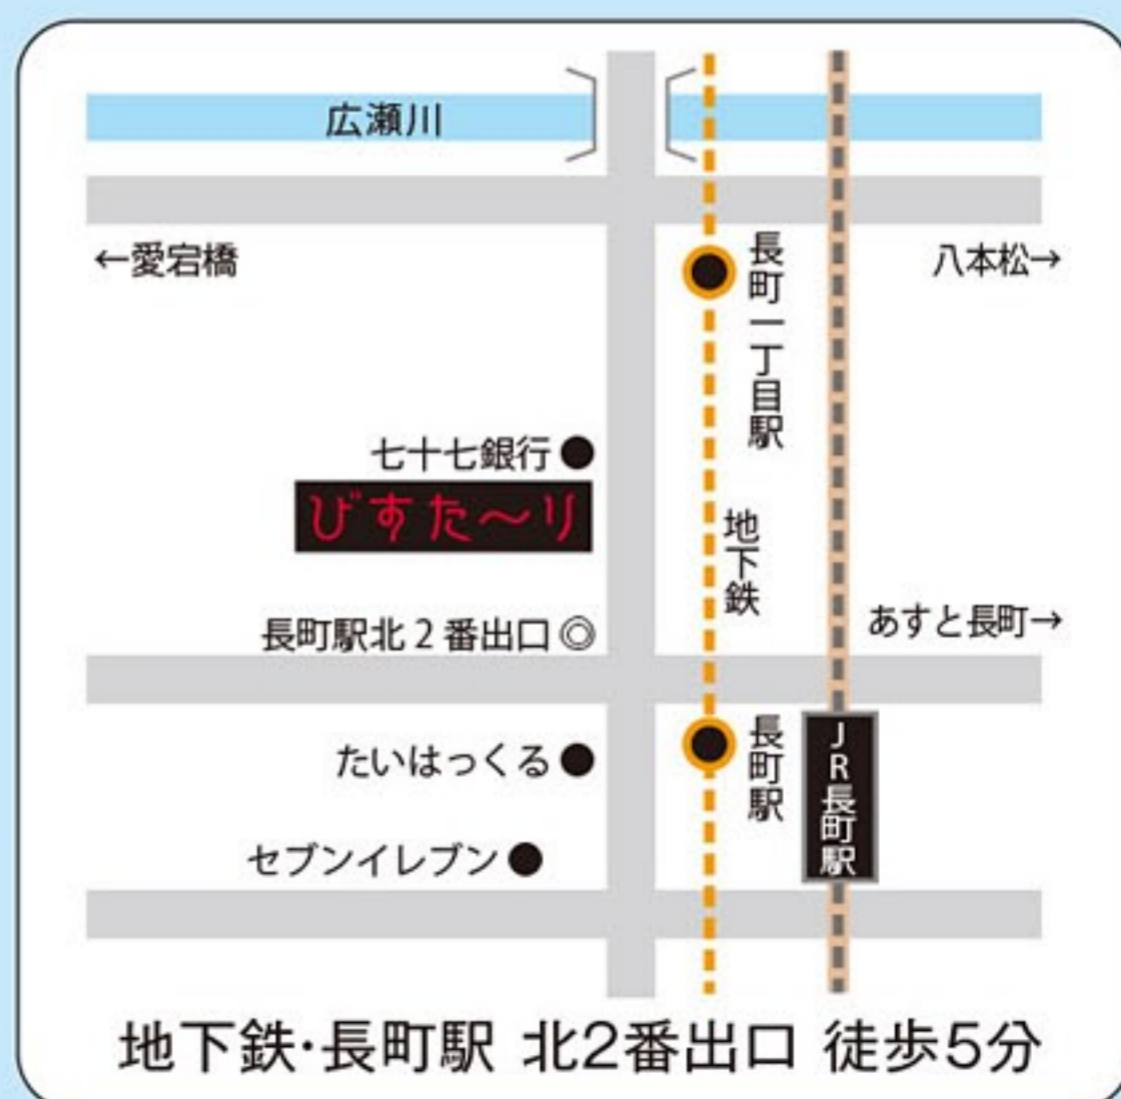 広瀬川
←愛宕橋
八本松→
長町一丁目駅
七十七銀行
びすた〜り
地下鉄
長町駅北2番出口
あすと長町→
たいはっくる
長町駅
JR長町駅
セブンイレブン
地下鉄・長町駅 北2番出口 徒歩5分